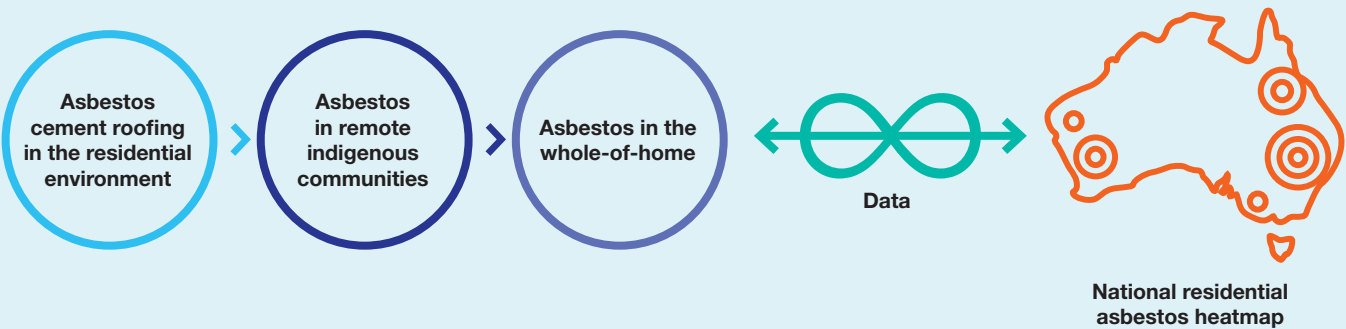 Asbestos
cement roofing
in the residential
environment
Asbestos
in remote
indigenous
communities
Asbestos in the
whole-of-home
Data
National residential
asbestos heatmap